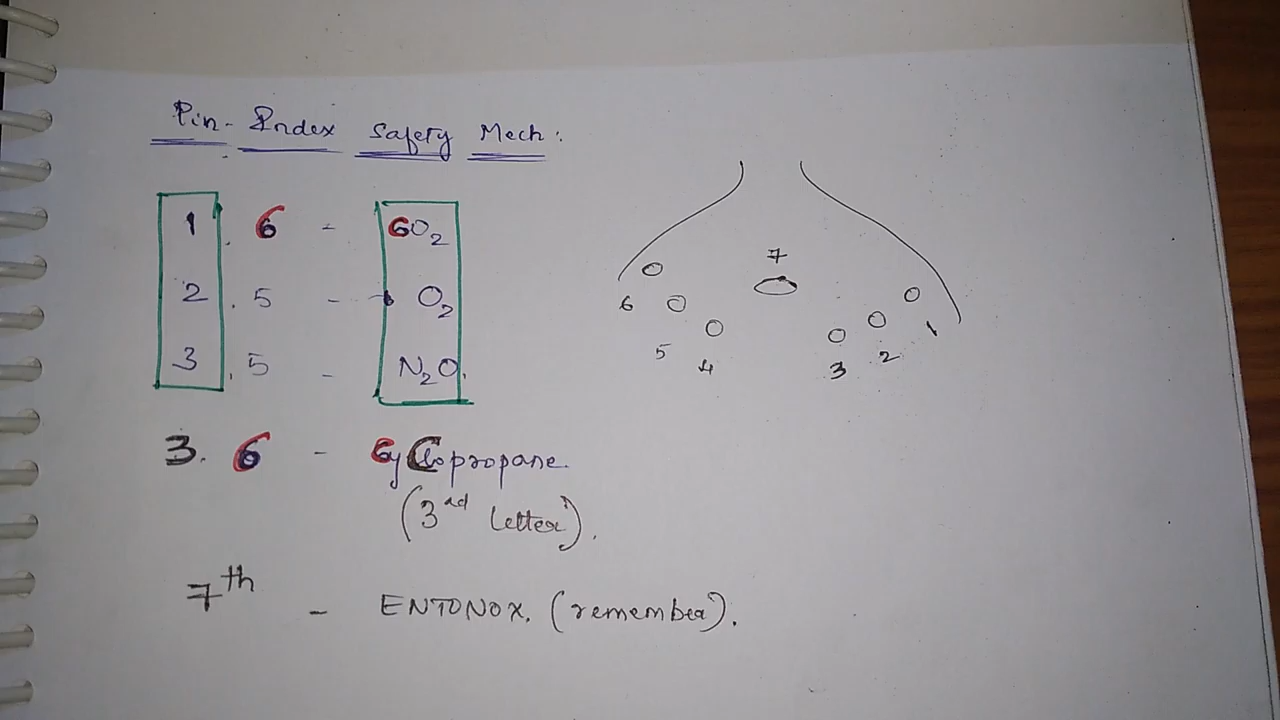 Pin-Index Safety Mech:
1. 6 - CO2
2. 5 - O2
3. 5 - N2O.
3. 6 - Cyclopropane.
(3rd letter).
7th - ENTONOX. (remember).
7
6 5 4 3 2 1